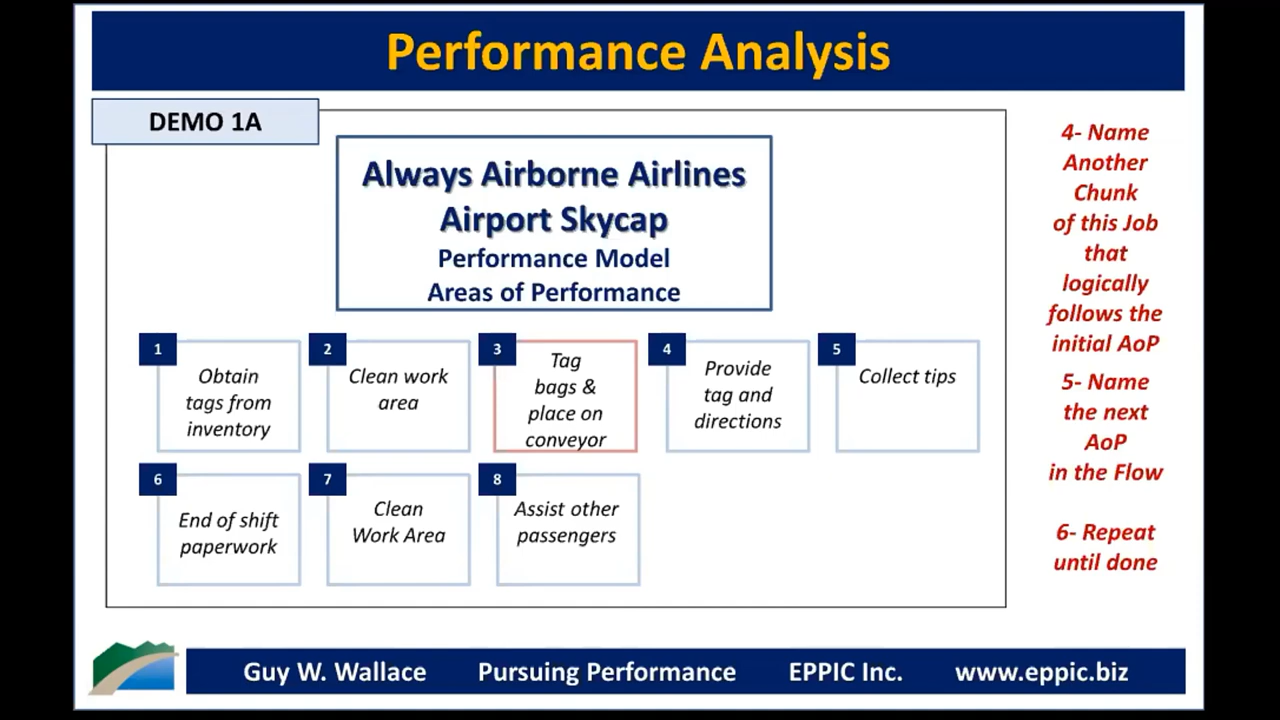 Performance Analysis
DEMO 1A
Always Airborne Airlines
Airport Skycap
Performance Model
Areas of Performance
1
Obtain
tags from
inventory
2
Clean work
area
3
Tag
bags &
place on
conveyor
4
Provide
tag and
directions
5
Collect tips
6
End of shift
paperwork
7
Clean
Work Area
8
Assist other
passengers
4- Name
Another
Chunk
of this Job
that
logically
follows the
initial AoP
5- Name
the next
AoP
in the Flow
6- Repeat
until done
Guy W. Wallace Pursuing Performance EPPIC Inc. www.eppic.biz